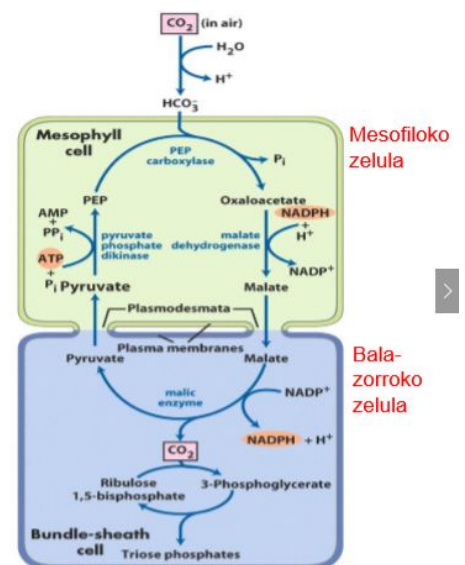 CO₂ (in air)
H₂O
H⁺
HCO₃⁻
Mesophyll
cell
Mesofiloko
zelula
PEP
carboxylase
Pᵢ
PEP
Oxaloacetate
AMP
+
PPᵢ
NADPH
+
H⁺
pyruvate
phosphate
dikinase
malate
dehydrogenase
ATP
+
Pᵢ
NADP⁺
Pyruvate
Malate
Plasmodesmata
Plasma membranes
Pyruvate
Malate
Bala-
zorroko
zelula
malic
enzyme
NADP⁺
NADPH + H⁺
CO₂
Ribulose
1,5-bisphosphate
3-Phosphoglycerate
Bundle-sheath
cell
Triose phosphates